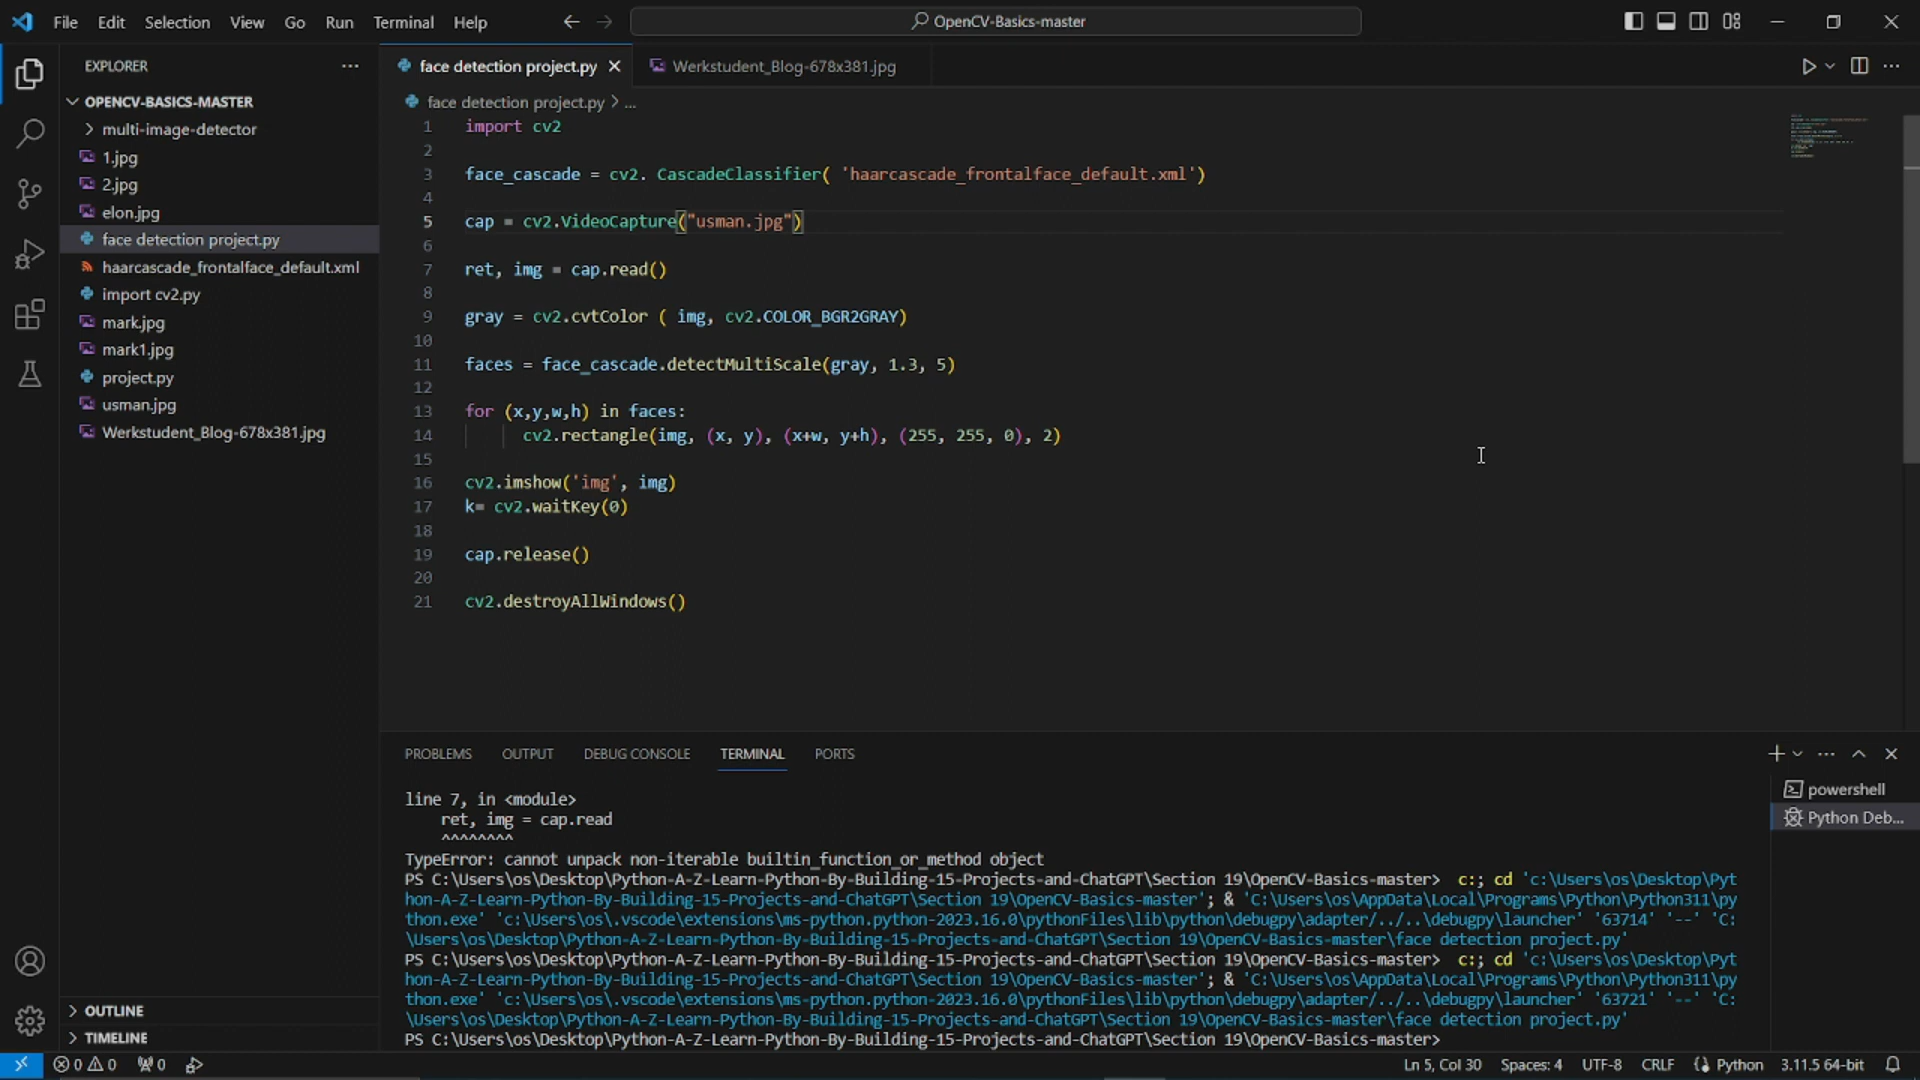 File Edit Selection View Go Run Terminal Help
OpenCV-Basics-master
EXPLORER
OPENCV-BASICS-MASTER
multi-image-detector
1.jpg
2.jpg
elon.jpg
face detection project.py
haarcascade_frontalface_default.xml
import cv2.py
mark.jpg
mark1.jpg
project.py
usman.jpg
Werkstudent_Blog-678x381.jpg
OUTLINE
TIMELINE
face detection project.py
Werkstudent_Blog-678x381.jpg
face detection project.py > ...
1 import cv2
2
3 face_cascade = cv2. CascadeClassifier( 'haarcascade_frontalface_default.xml')
4
5 cap = cv2.VideoCapture("usman.jpg")
6
7 ret, img = cap.read()
8
9 gray = cv2.cvtColor ( img, cv2.COLOR_BGR2GRAY)
10
11 faces = face_cascade.detectMultiScale(gray, 1.3, 5)
12
13 for (x,y,w,h) in faces:
14 cv2.rectangle(img, (x, y), (x+w, y+h), (255, 255, 0), 2)
15
16 cv2.imshow('img', img)
17 k= cv2.waitKey(0)
18
19 cap.release()
20
21 cv2.destroyAllWindows()
PROBLEMS OUTPUT DEBUG CONSOLE TERMINAL PORTS
powershell
Python Deb...
line 7, in <module>
ret, img = cap.read
^^^^^^^^
TypeError: cannot unpack non-iterable builtin_function_or_method object
PS C:\Users\os\Desktop\Python-A-Z-Learn-Python-By-Building-15-Projects-and-ChatGPT\Section 19\OpenCV-Basics-master> c:; cd 'c:\Users\os\Desktop\Pyt
hon-A-Z-Learn-Python-By-Building-15-Projects-and-ChatGPT\Section 19\OpenCV-Basics-master'; & 'C:\Users\os\AppData\Local\Programs\Python\Python311\py
thon.exe' 'c:\Users\os\.vscode\extensions\ms-python.python-2023.16.0\pythonFiles\lib\python\debugpy\adapter/../..\debugpy\launcher' '63714' '--' 'C:
\Users\os\Desktop\Python-A-Z-Learn-Python-By-Building-15-Projects-and-ChatGPT\Section 19\OpenCV-Basics-master\face detection project.py'
PS C:\Users\os\Desktop\Python-A-Z-Learn-Python-By-Building-15-Projects-and-ChatGPT\Section 19\OpenCV-Basics-master> c:; cd 'c:\Users\os\Desktop\Pyt
hon-A-Z-Learn-Python-By-Building-15-Projects-and-ChatGPT\Section 19\OpenCV-Basics-master'; & 'C:\Users\os\AppData\Local\Programs\Python\Python311\py
thon.exe' 'c:\Users\os\.vscode\extensions\ms-python.python-2023.16.0\pythonFiles\lib\python\debugpy\adapter/../..\debugpy\launcher' '63721' '--' 'C:
\Users\os\Desktop\Python-A-Z-Learn-Python-By-Building-15-Projects-and-ChatGPT\Section 19\OpenCV-Basics-master\face detection project.py'
PS C:\Users\os\Desktop\Python-A-Z-Learn-Python-By-Building-15-Projects-and-ChatGPT\Section 19\OpenCV-Basics-master>
0 0 0 Ln 5, Col 30 Spaces: 4 UTF-8 CRLF Python 3.11.5 64-bit